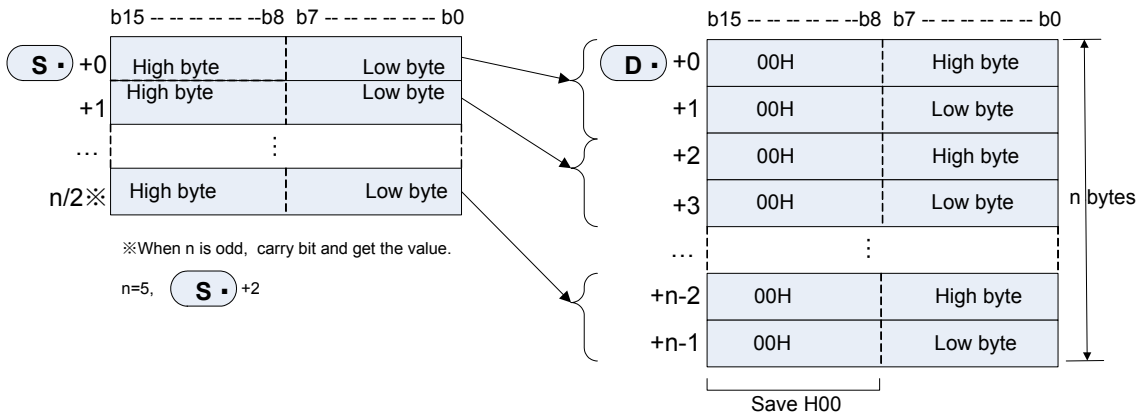 b15 -- -- -- -- -- --b8 b7 -- -- -- -- -- -- b0
S · +0 High byte Low byte
+1 High byte Low byte
... ⋮
n/2※ High byte Low byte
※When n is odd, carry bit and get the value.
n=5, S · +2
b15 -- -- -- -- -- --b8 b7 -- -- -- -- -- -- b0
D · +0 00H High byte
+1 00H Low byte
+2 00H High byte
+3 00H Low byte
... ⋮
+n-2 00H High byte
+n-1 00H Low byte
n bytes
Save H00